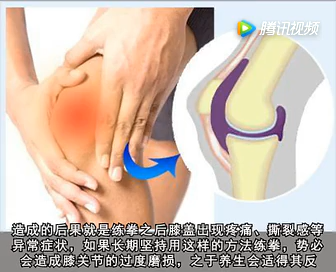 腾讯视频
造成的后果就是练拳之后膝盖出现疼痛、撕裂感等
异常症状，如果长期坚持用这样的方法练拳，势必
会造成膝关节的过度磨损，之于养生会适得其反